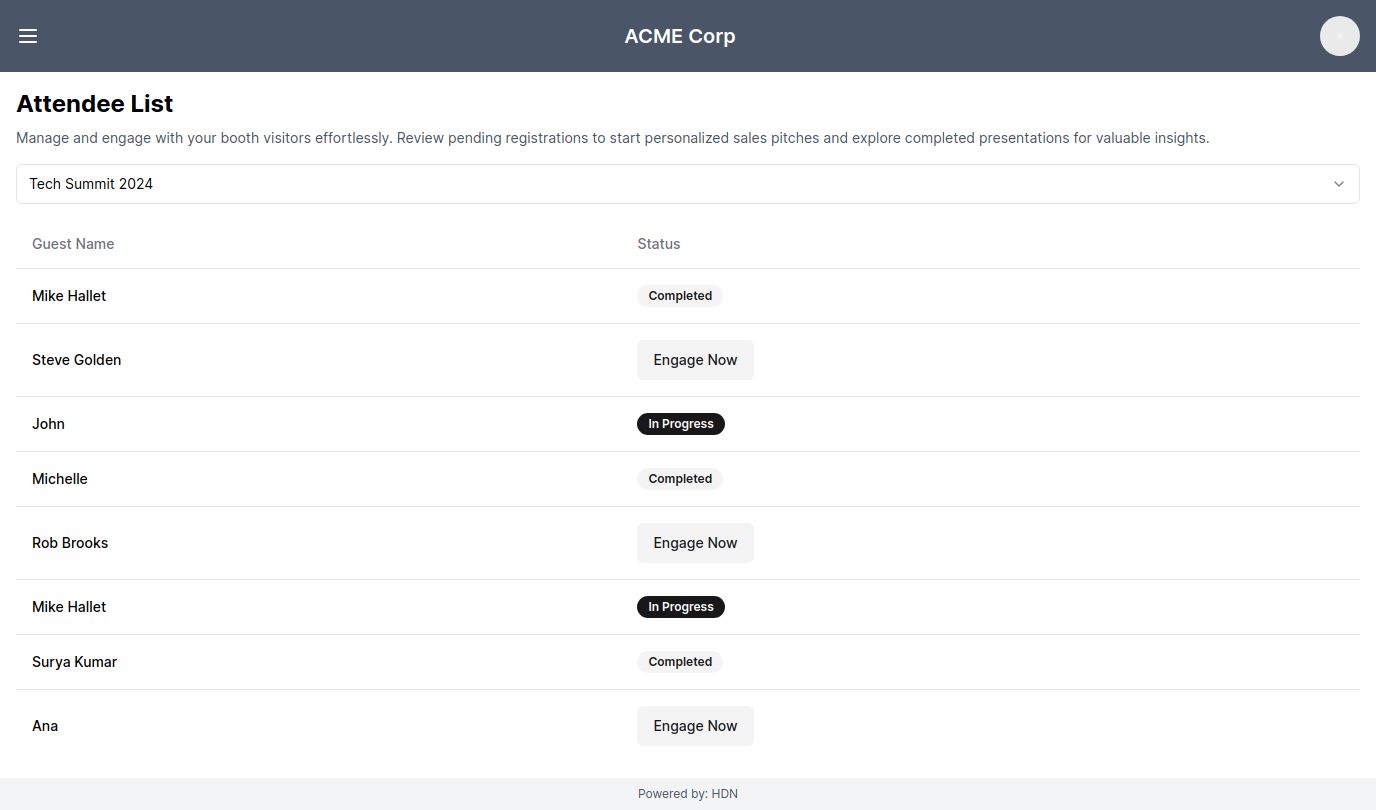 ACME Corp
Attendee List
Manage and engage with your booth visitors effortlessly. Review pending registrations to start personalized sales pitches and explore completed presentations for valuable insights.
Tech Summit 2024
Guest Name Status
Mike Hallet Completed
Steve Golden Engage Now
John In Progress
Michelle Completed
Rob Brooks Engage Now
Mike Hallet In Progress
Surya Kumar Completed
Ana Engage Now
Powered by: HDN